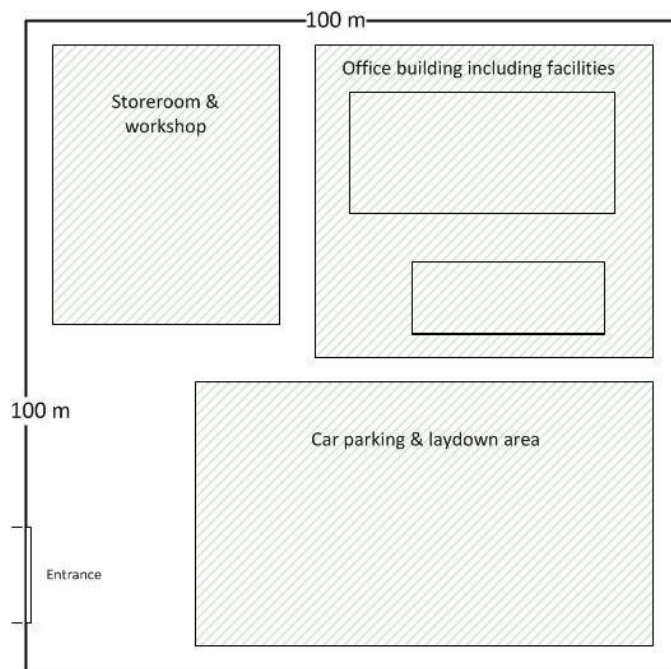 100 m
Storeroom &
workshop
Office building including facilities
100 m
Car parking & laydown area
Entrance